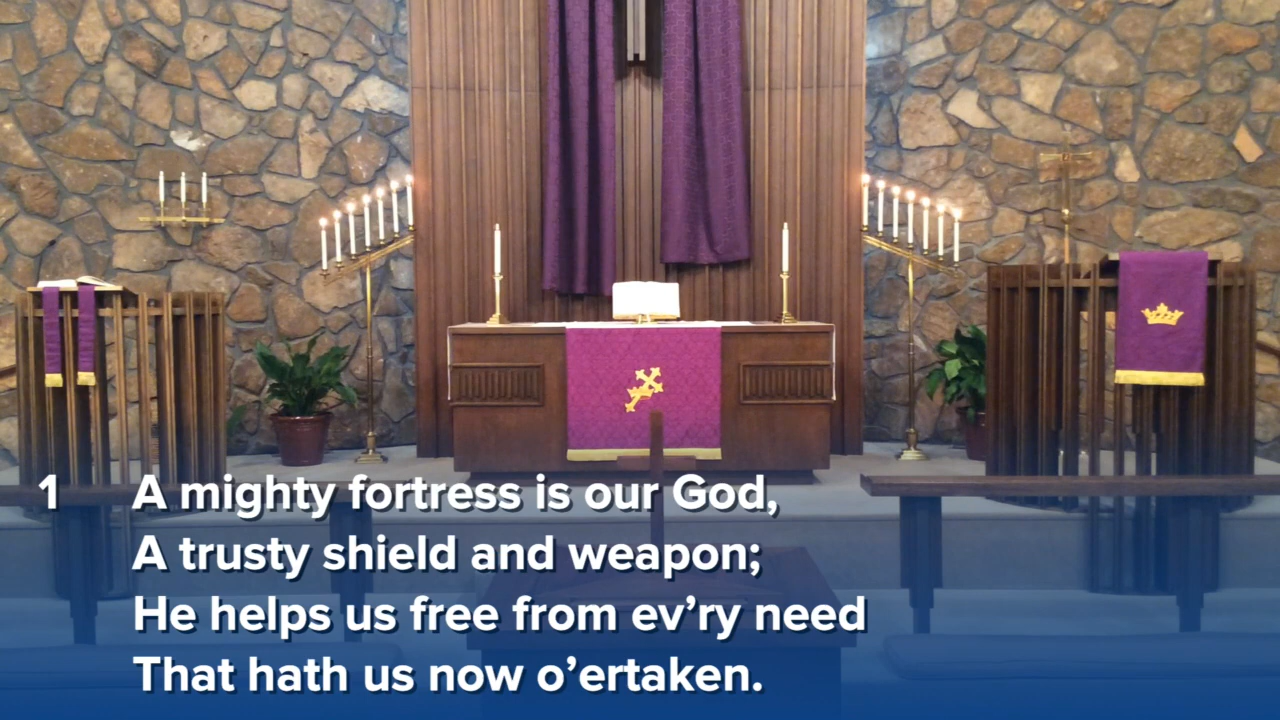 1 A mighty fortress is our God,
A trusty shield and weapon;
He helps us free from ev’ry need
That hath us now o’ertaken.